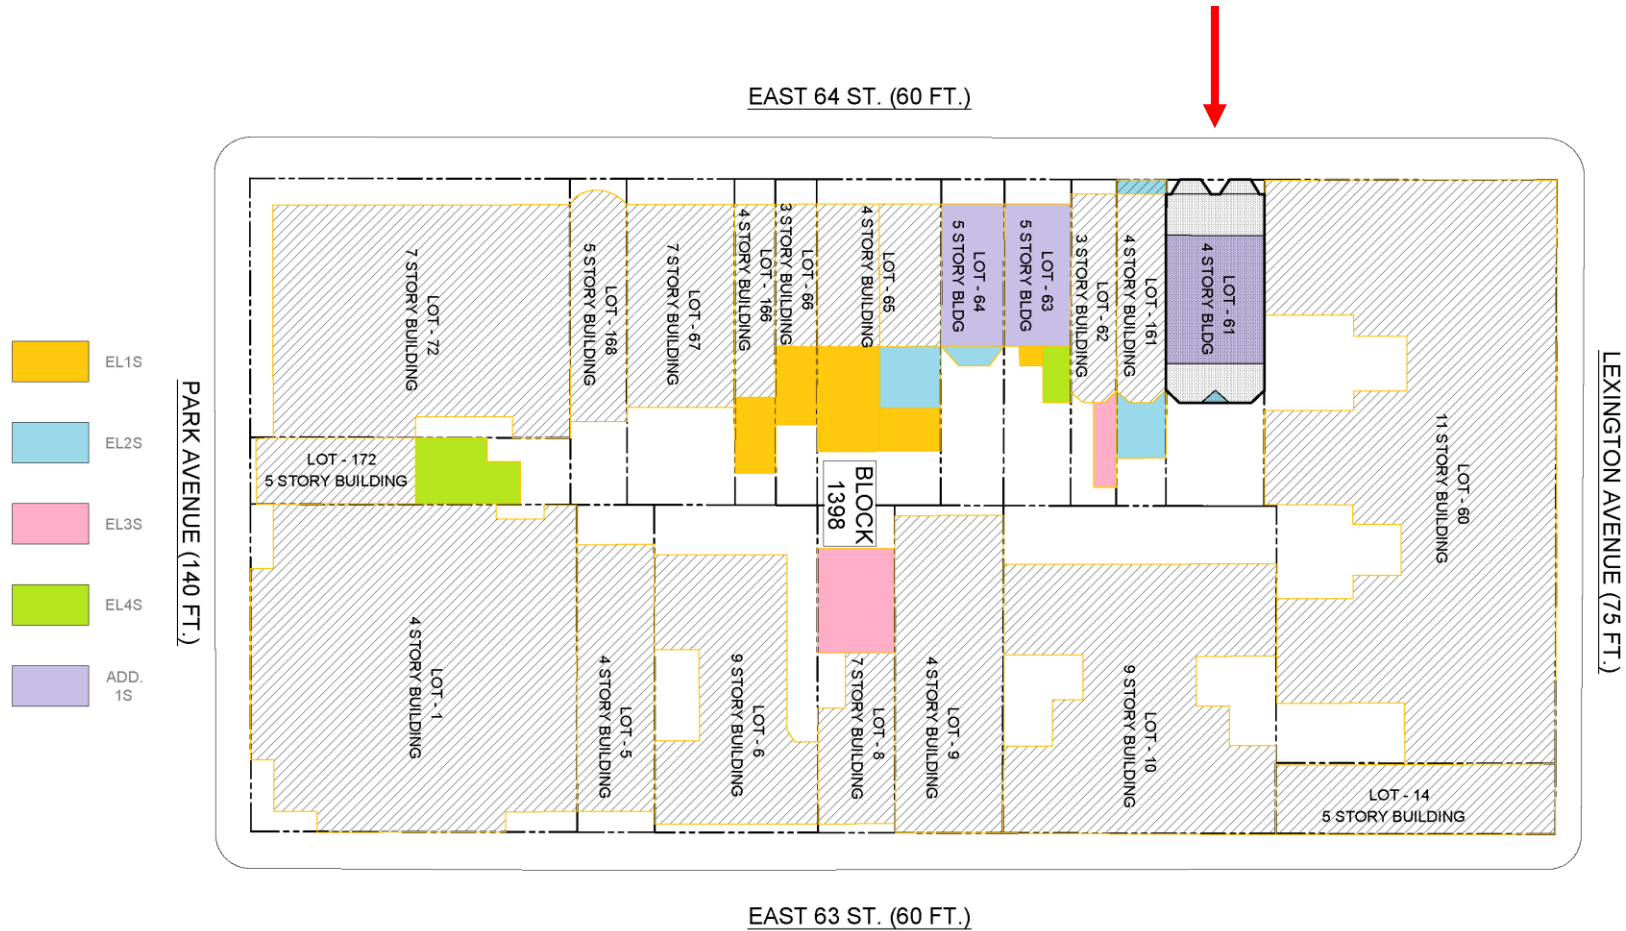 EAST 64 ST. (60 FT.)
EL1S
EL2S
EL3S
EL4S
ADD.
1S
PARK AVENUE (140 FT.)
LEXINGTON AVENUE (75 FT.)
LOT - 72
7 STORY BUILDING
LOT - 168
5 STORY BUILDING
LOT - 67
7 STORY BUILDING
LOT - 166
4 STORY BUILDING
LOT - 66
3 STORY BUILDING
LOT - 65
4 STORY BUILDING
LOT - 64
5 STORY BLDG
LOT - 63
5 STORY BLDG
LOT - 62
3 STORY BUILDING
LOT - 161
4 STORY BUILDING
LOT - 61
4 STORY BLDG
LOT - 60
11 STORY BUILDING
LOT - 172
5 STORY BUILDING
BLOCK
1398
LOT - 1
4 STORY BUILDING
LOT - 5
4 STORY BUILDING
LOT - 6
9 STORY BUILDING
LOT - 8
7 STORY BUILDING
LOT - 9
4 STORY BUILDING
LOT - 10
9 STORY BUILDING
LOT - 14
5 STORY BUILDING
EAST 63 ST. (60 FT.)